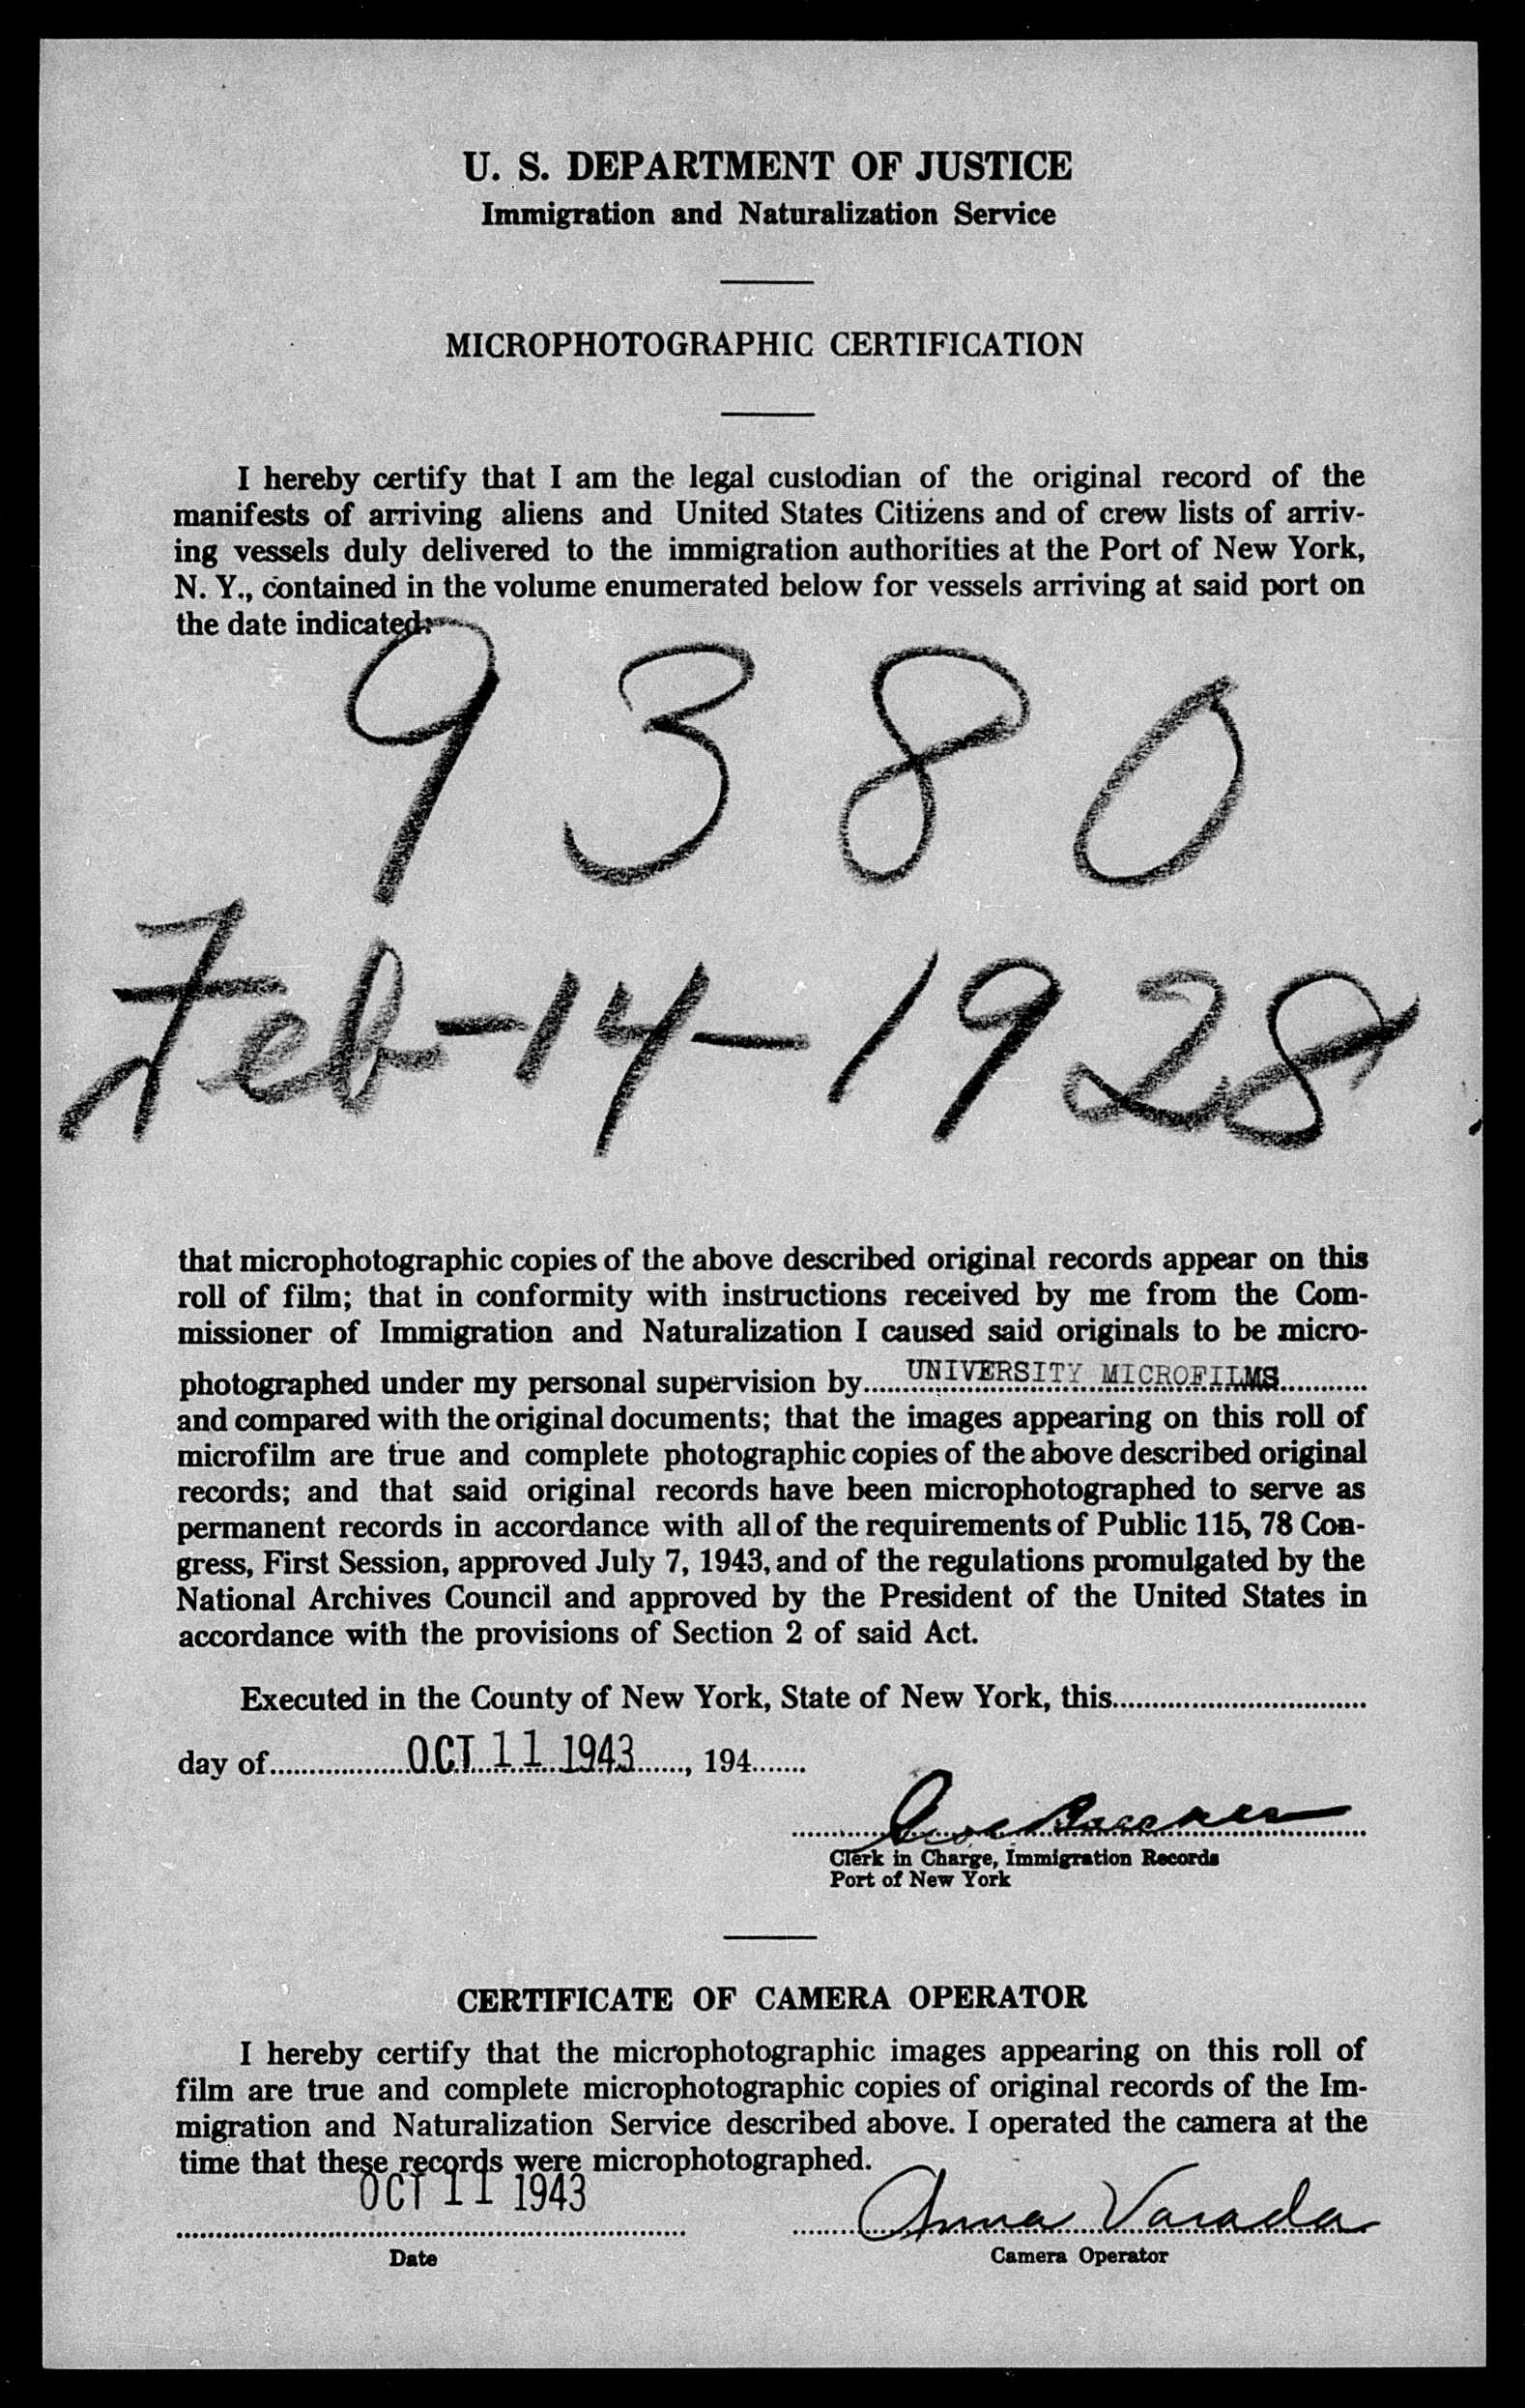 U. S. DEPARTMENT OF JUSTICE
Immigration and Naturalization Service
MICROPHOTOGRAPHIC CERTIFICATION
I hereby certify that I am the legal custodian of the original record of the
manifests of arriving aliens and United States Citizens and of crew lists of arriv-
ing vessels duly delivered to the immigration authorities at the Port of New York,
N. Y., contained in the volume enumerated below for vessels arriving at said port on
the date indicated:
9380
Feb-14-1928
that microphotographic copies of the above described original records appear on this
roll of film; that in conformity with instructions received by me from the Com-
missioner of Immigration and Naturalization I caused said originals to be micro-
photographed under my personal supervision by......UNIVERSITY MICROFILMS............
and compared with the original documents; that the images appearing on this roll of
microfilm are true and complete photographic copies of the above described original
records; and that said original records have been microphotographed to serve as
permanent records in accordance with all of the requirements of Public 115, 78 Con-
gress, First Session, approved July 7, 1943, and of the regulations promulgated by the
National Archives Council and approved by the President of the United States in
accordance with the provisions of Section 2 of said Act.
Executed in the County of New York, State of New York, this.................................
day of..................OCT 11 1943......, 194.......
Clerk in Charge, Immigration Records
Port of New York
CERTIFICATE OF CAMERA OPERATOR
I hereby certify that the microphotographic images appearing on this roll of
film are true and complete microphotographic copies of original records of the Im-
migration and Naturalization Service described above. I operated the camera at the
time that these records were microphotographed.
OCT 11 1943
Anna Varada
Date
Camera Operator